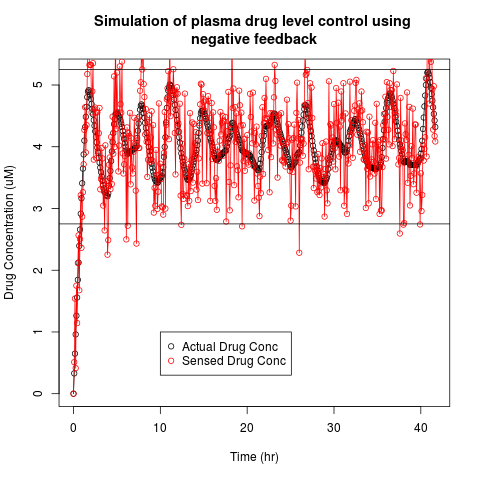 Simulation of plasma drug level control using
negative feedback
Drug Concentration (uM)
5
4
3
2
1
0
Actual Drug Conc
Sensed Drug Conc
0 10 20 30 40
Time (hr)